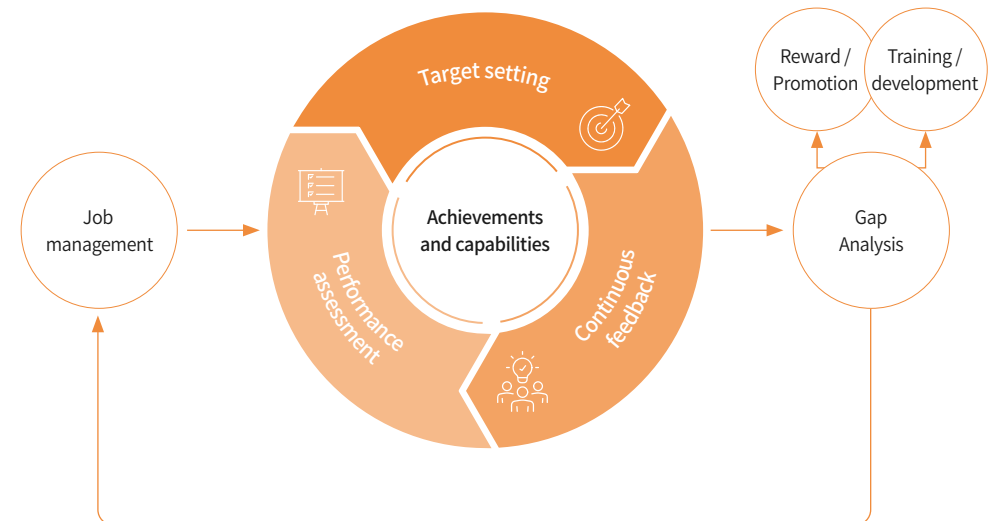 Job
management
Target setting
Continuous
feedback
Performance
assessment
Achievements
and capabilities
Gap
Analysis
Reward /
Promotion
Training /
development